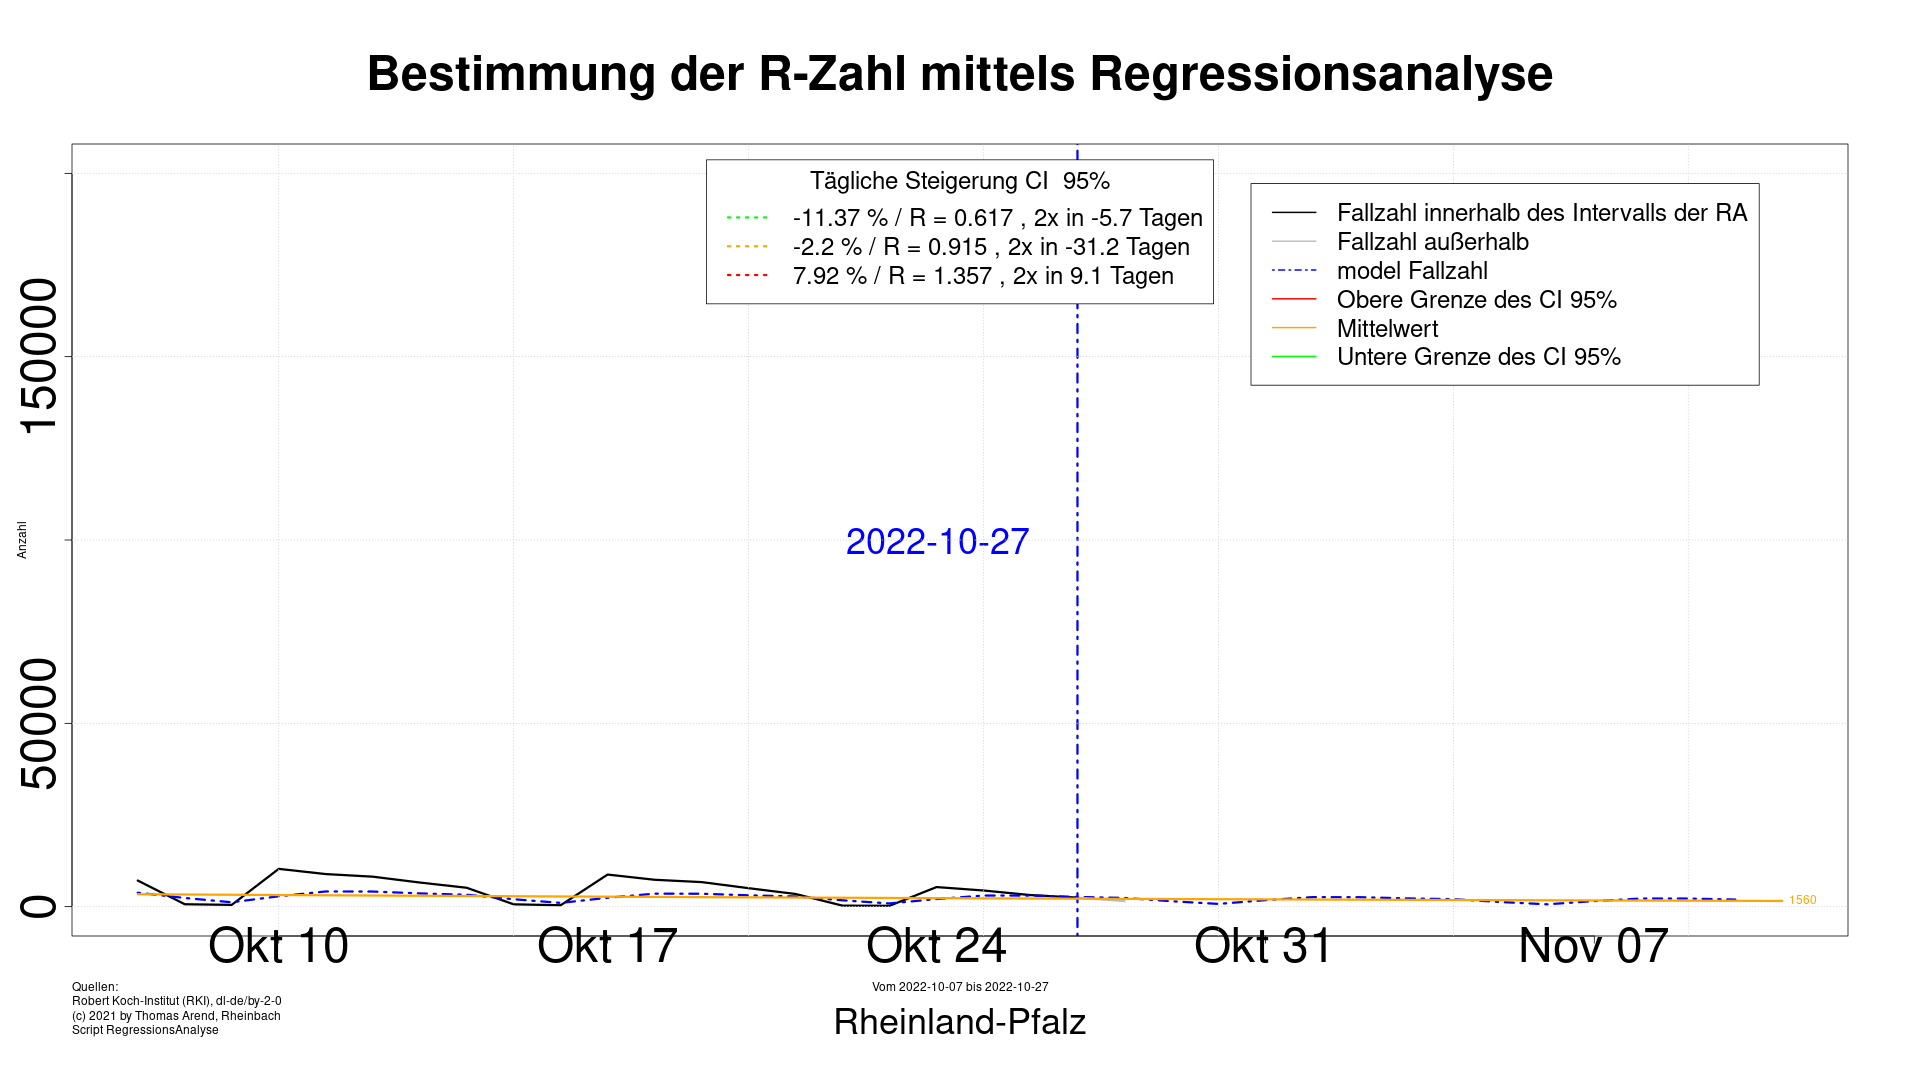 Bestimmung der R-Zahl mittels Regressionsanalyse
Tägliche Steigerung CI  95%
-11.37 % / R = 0.617 , 2x in -5.7 Tagen
-2.2 % / R = 0.915 , 2x in -31.2 Tagen
7.92 % / R = 1.357 , 2x in 9.1 Tagen
Fallzahl innerhalb des Intervalls der RA
Fallzahl außerhalb
model Fallzahl
Obere Grenze des CI 95%
Mittelwert
Untere Grenze des CI 95%
150000
50000
0
Anzahl
2022-10-27
1560
Okt 10
Okt 17
Okt 24
Okt 31
Nov 07
Quellen:
Robert Koch-Institut (RKI), dl-de/by-2-0
(c) 2021 by Thomas Arend, Rheinbach
Script RegressionsAnalyse
Vom 2022-10-07 bis 2022-10-27
Rheinland-Pfalz